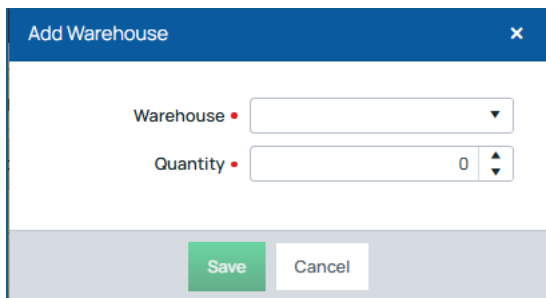 Add Warehouse ×
Warehouse •
Quantity • 0
Save Cancel